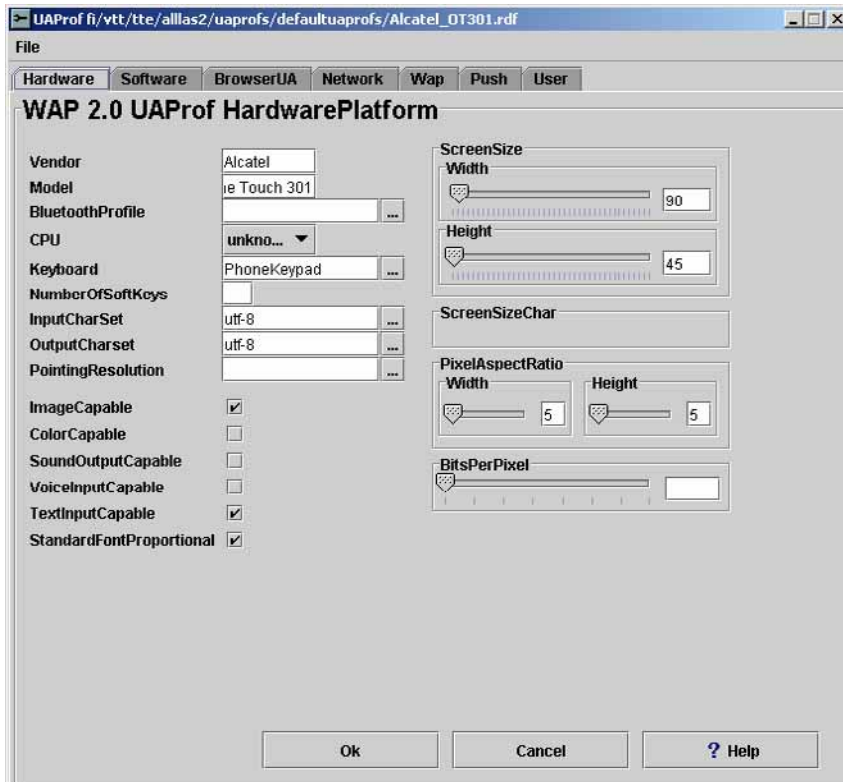 UAProf fi/vtt/tte/alllas2/uaprofs/defaultuaprofs/Alcatel_OT301.rdf
File
Hardware Software BrowserUA Network Wap Push User
WAP 2.0 UAProf HardwarePlatform
Vendor Alcatel
Model e Touch 301
BluetoothProfile ...
CPU unkno...
Keyboard PhoneKeypad ...
NumberOfSoftKeys
InputCharSet utf-8 ...
OutputCharset utf-8 ...
PointingResolution ...
ImageCapable
ColorCapable
SoundOutputCapable
VoiceInputCapable
TextInputCapable
StandardFontProportional
ScreenSize
Width
90
Height
45
ScreenSizeChar
PixelAspectRatio
Width Height
5 5
BitsPerPixel
Ok Cancel ? Help